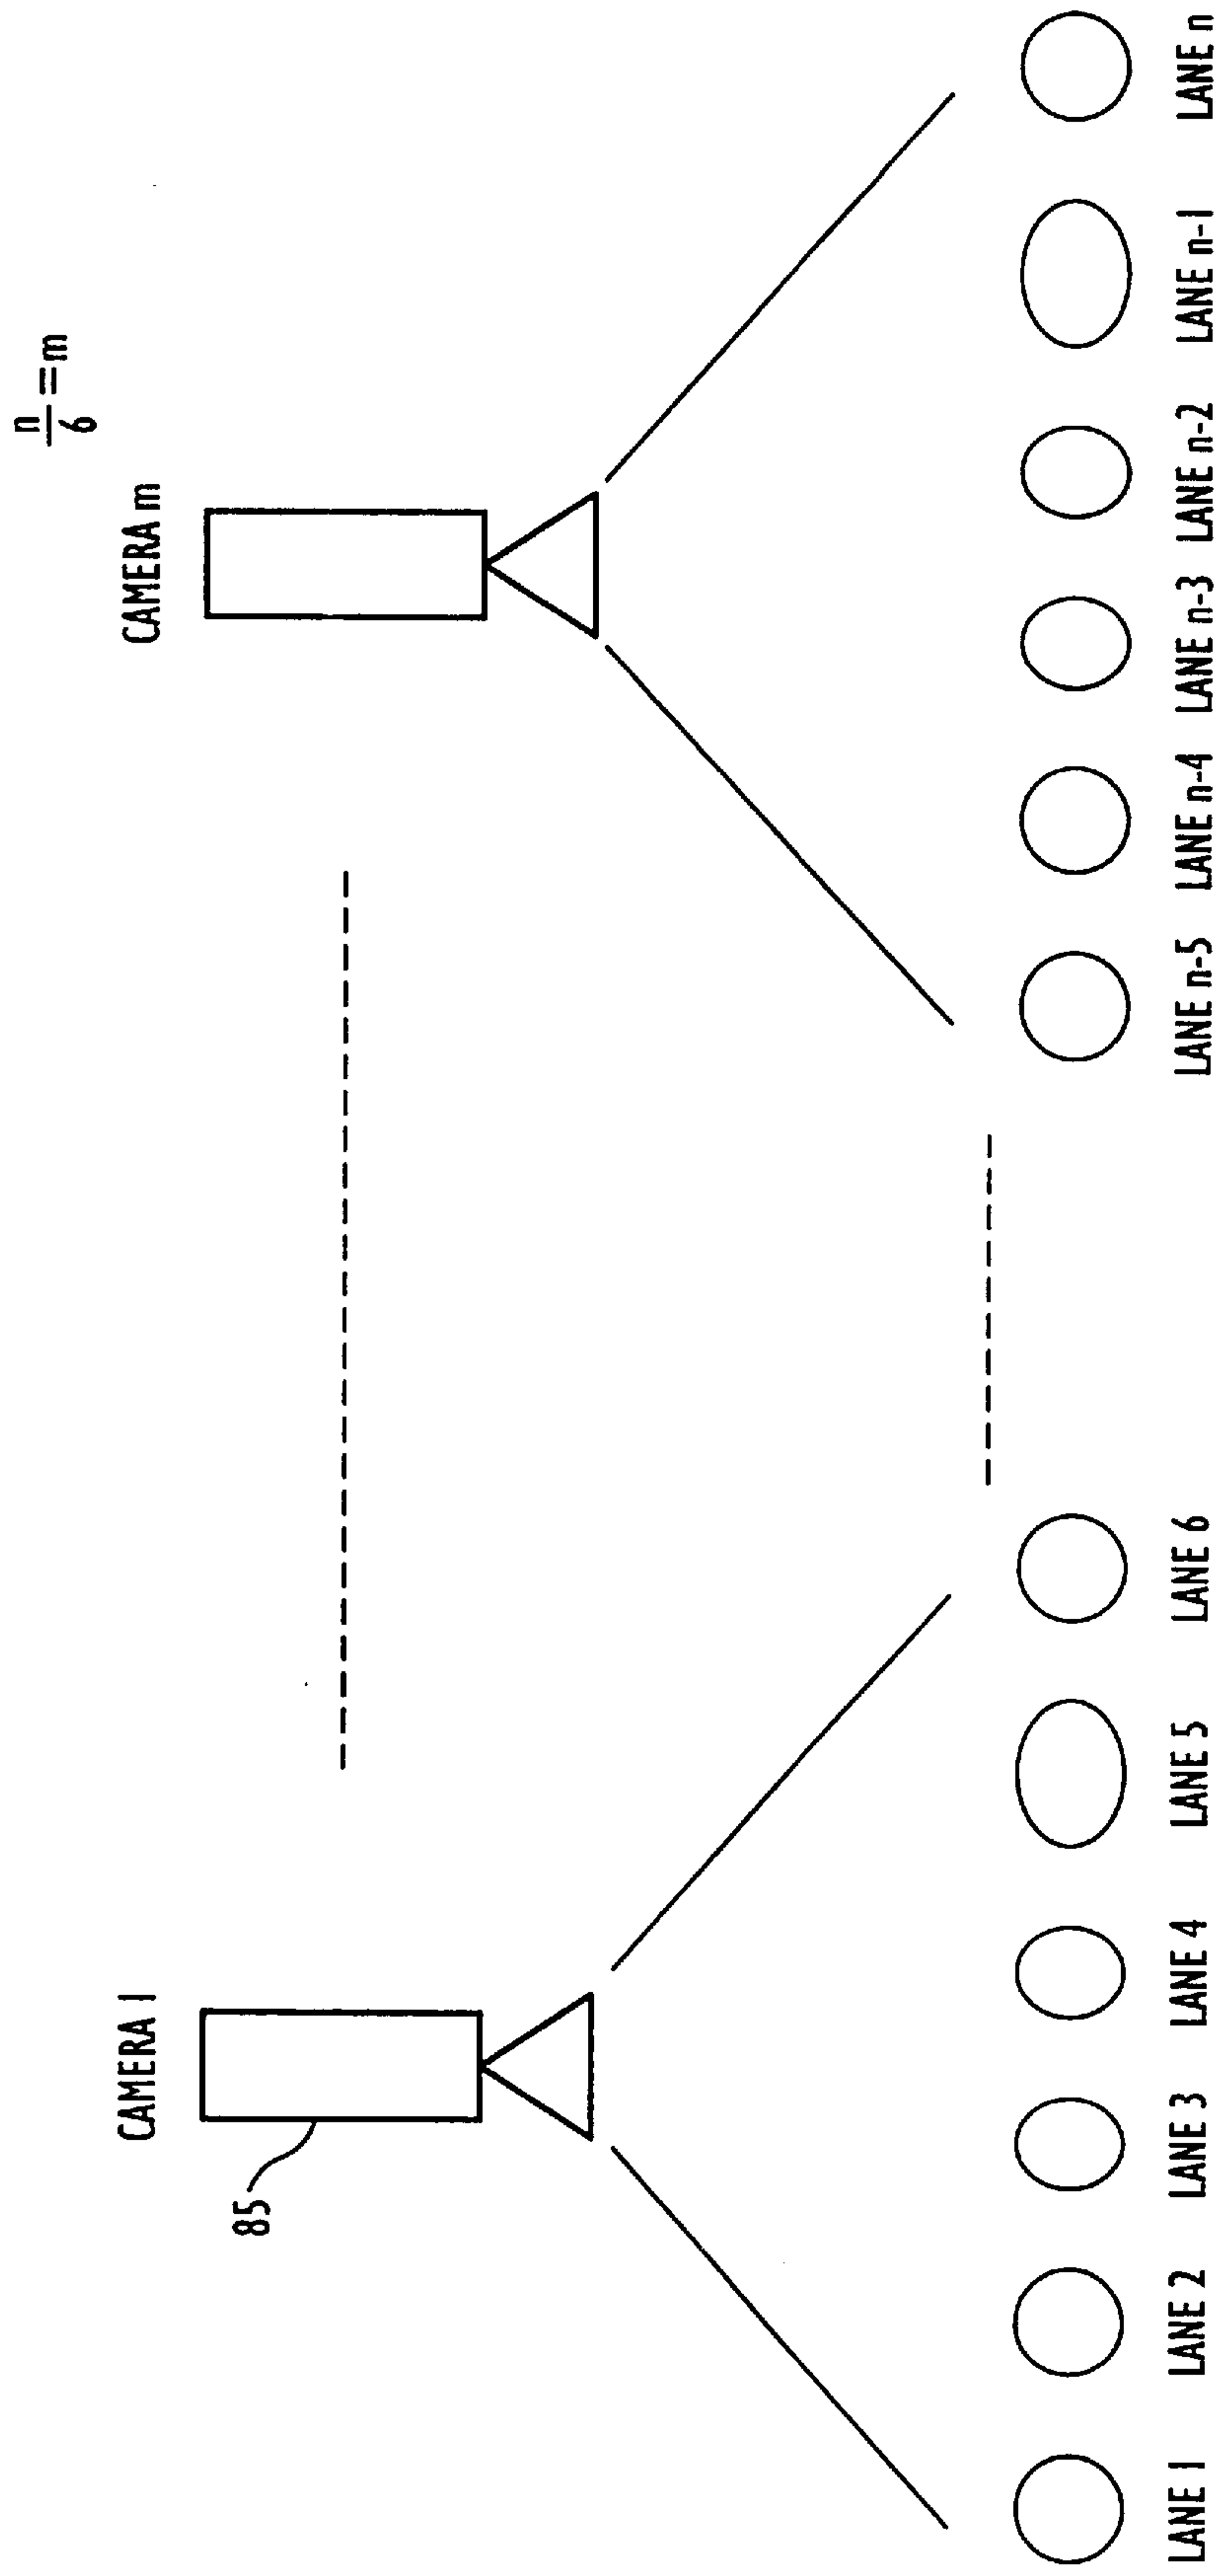 n/6 = m
CAMERA 1
CAMERA m
85
LANE 1
LANE 2
LANE 3
LANE 4
LANE 5
LANE 6
LANE n-5
LANE n-4
LANE n-3
LANE n-2
LANE n-1
LANE n